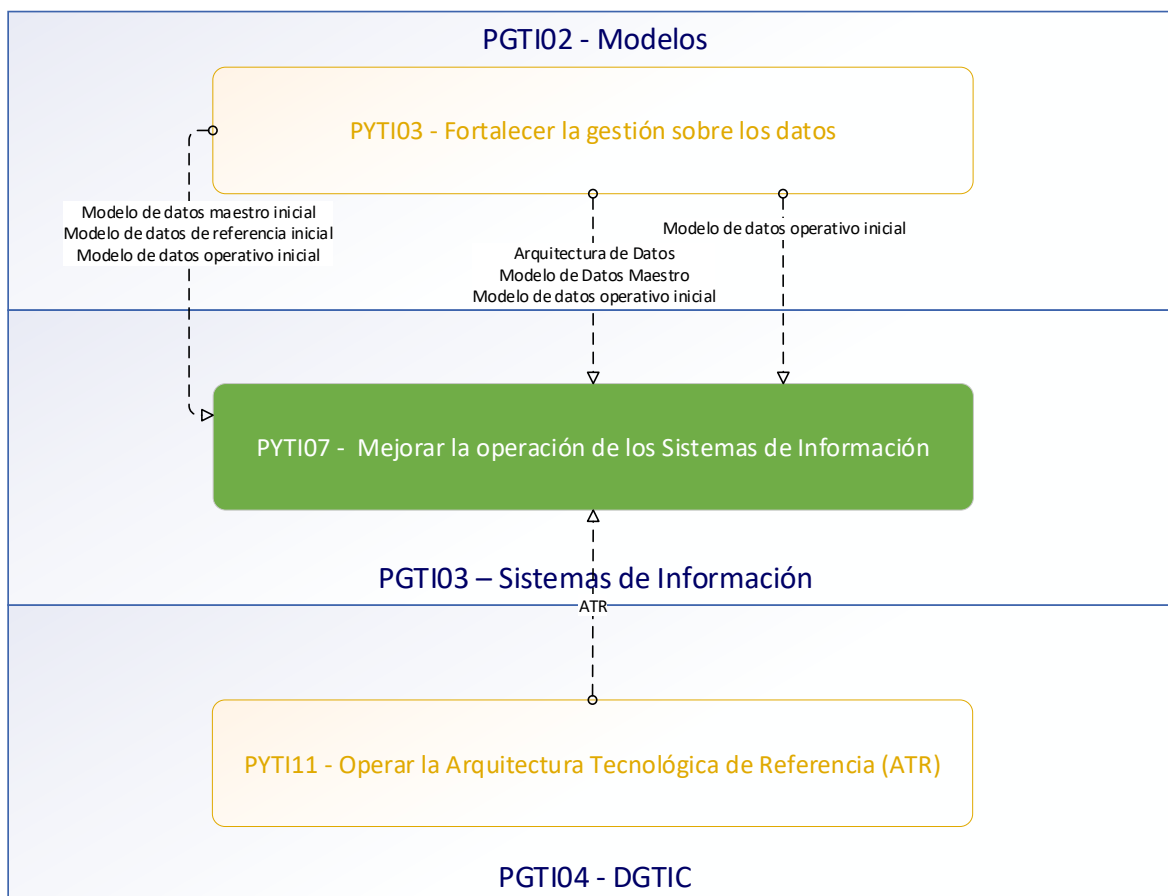 PGTI02 - Modelos
PYTI03 - Fortalecer la gestión sobre los datos
Modelo de datos maestro inicial
Modelo de datos de referencia inicial
Modelo de datos operativo inicial
Arquitectura de Datos
Modelo de Datos Maestro
Modelo de datos operativo inicial
Modelo de datos operativo inicial
PYTI07 - Mejorar la operación de los Sistemas de Información
PGTI03 – Sistemas de Información
ATR
PYTI11 - Operar la Arquitectura Tecnológica de Referencia (ATR)
PGTI04 - DGTIC